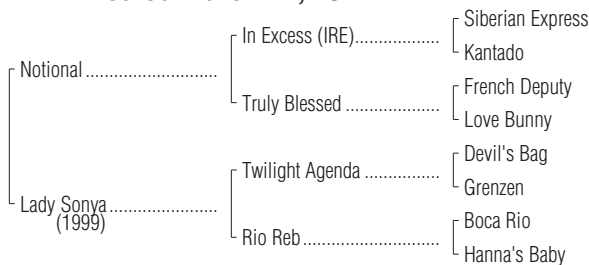 Siberian Express
In Excess (IRE)
Kantado
Notional
French Deputy
Truly Blessed
Love Bunny
Devil's Bag
Twilight Agenda
Grenzen
Lady Sonya
(1999)
Boca Rio
Rio Reb
Hanna's Baby